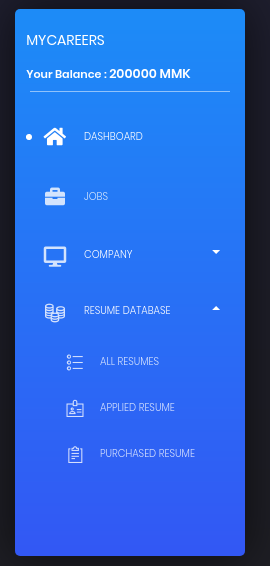 MYCAREERS
Your Balance : 200000 MMK
DASHBOARD
JOBS
COMPANY
RESUME DATABASE
ALL RESUMES
APPLIED RESUME
PURCHASED RESUME